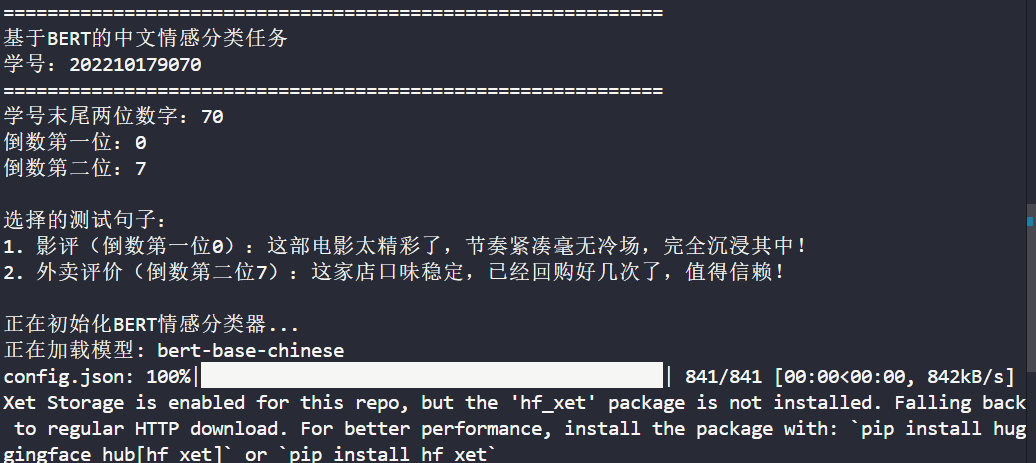 ============================================================
基于BERT的中文情感分类任务
学号：202210179070
============================================================
学号末尾两位数字：70
倒数第一位：0
倒数第二位：7
选择的测试句子：
1. 影评（倒数第一位0）：这部电影太精彩了，节奏紧凑毫无冷场，完全沉浸其中！
2. 外卖评价（倒数第二位7）：这家店口味稳定，已经回购好几次了，值得信赖！
正在初始化BERT情感分类器...
正在加载模型: bert-base-chinese
config.json: 100%|██████████| 841/841 [00:00<00:00, 842kB/s]
Xet Storage is enabled for this repo, but the 'hf_xet' package is not installed. Falling back
 to regular HTTP download. For better performance, install the package with: `pip install hug
gingface_hub[hf_xet]` or `pip install hf_xet`